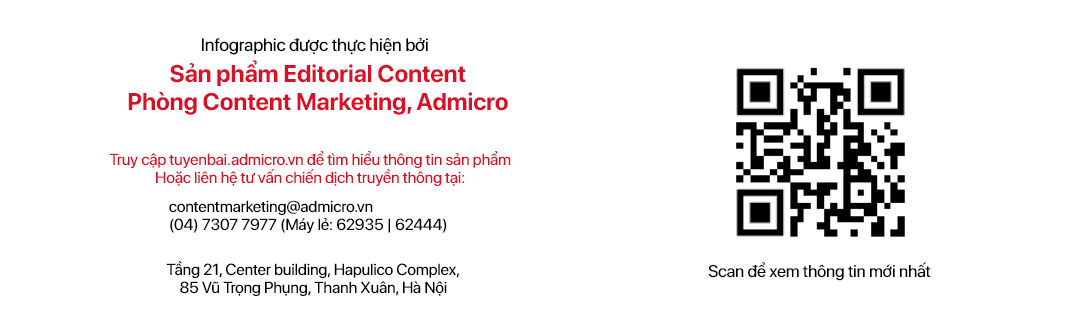 Infographic được thực hiện bởi
Sản phẩm Editorial Content
Phòng Content Marketing, Admicro
Truy cập tuyenbai.admicro.vn để tìm hiểu thông tin sản phẩm
Hoặc liên hệ tư vấn chiến dịch truyền thông tại:
contentmarketing@admicro.vn
(04) 7307 7977 (Máy lẻ: 62935 | 62444)
Tầng 21, Center building, Hapulico Complex,
85 Vũ Trọng Phụng, Thanh Xuân, Hà Nội
Scan để xem thông tin mới nhất